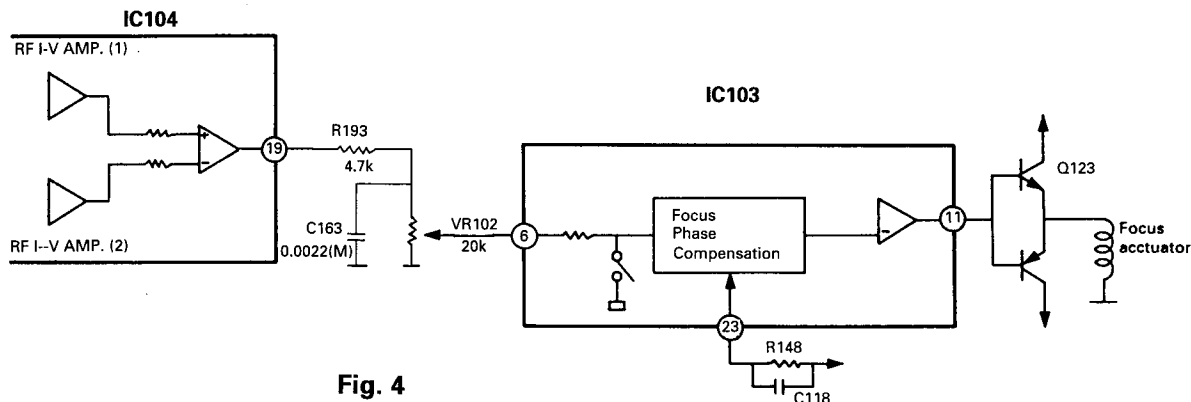 IC104
RF I-V AMP. (1)
RF I--V AMP. (2)
19
R193
4.7k
C163
0.0022(M)
VR102
20k
IC103
6
Focus
Phase
Compensation
11
23
R148
C118
Q123
Focus
acctuator
Fig. 4